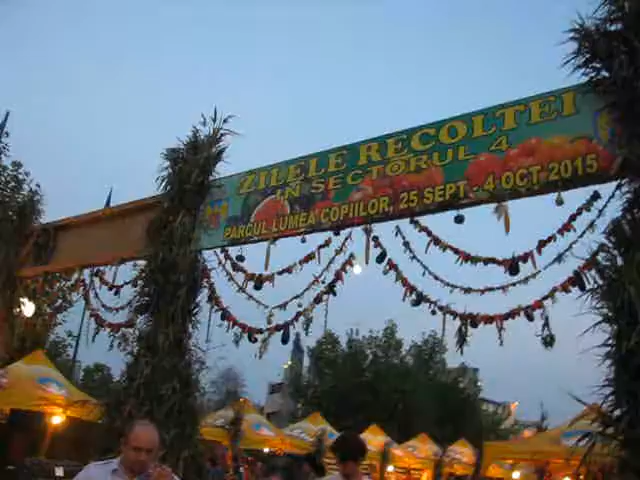 ZILELE RECOLTEI
ÎN SECTORUL 4
PARCUL LUMEA COPIILOR, 25 SEPT. - 4 OCT 2015